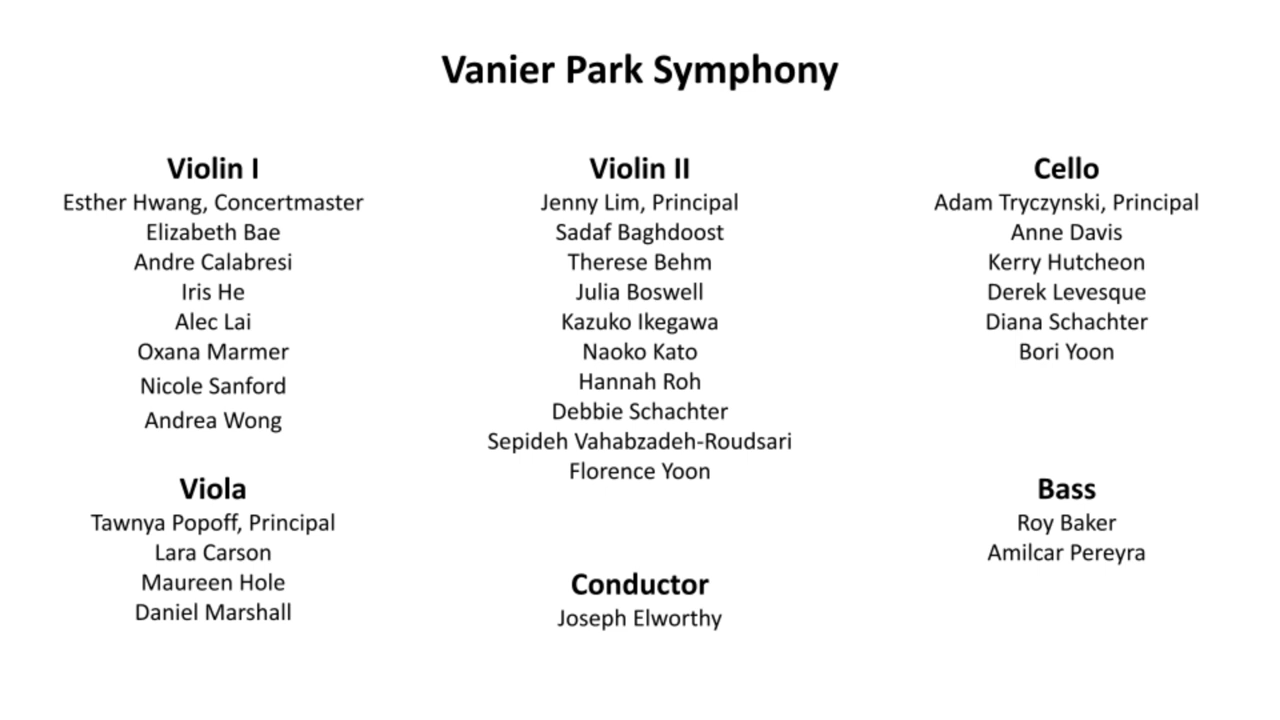 Vanier Park Symphony
Violin I
Esther Hwang, Concertmaster
Elizabeth Bae
Andre Calabresi
Iris He
Alec Lai
Oxana Marmer
Nicole Sanford
Andrea Wong
Viola
Tawnya Popoff, Principal
Lara Carson
Maureen Hole
Daniel Marshall
Violin II
Jenny Lim, Principal
Sadaf Baghdoost
Therese Behm
Julia Boswell
Kazuko Ikegawa
Naoko Kato
Hannah Roh
Debbie Schachter
Sepideh Vahabzadeh-Roudsari
Florence Yoon
Conductor
Joseph Elworthy
Cello
Adam Tryczynski, Principal
Anne Davis
Kerry Hutcheon
Derek Levesque
Diana Schachter
Bori Yoon
Bass
Roy Baker
Amilcar Pereyra